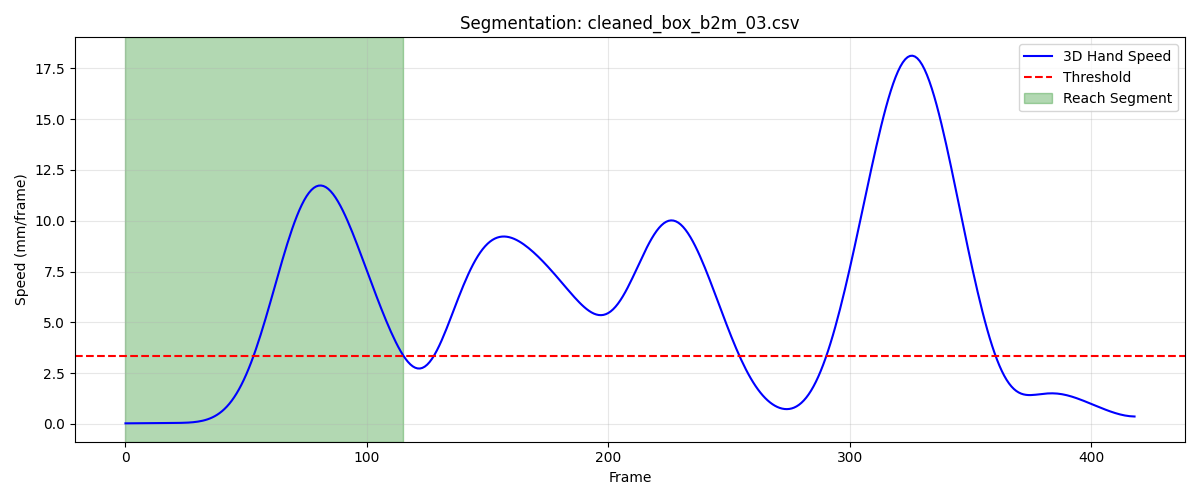 Segmentation: cleaned_box_b2m_03.csv
3D Hand Speed
Threshold
Reach Segment
Speed (mm/frame)
17.5
15.0
12.5
10.0
7.5
5.0
2.5
0.0
0
100
200
300
400
Frame